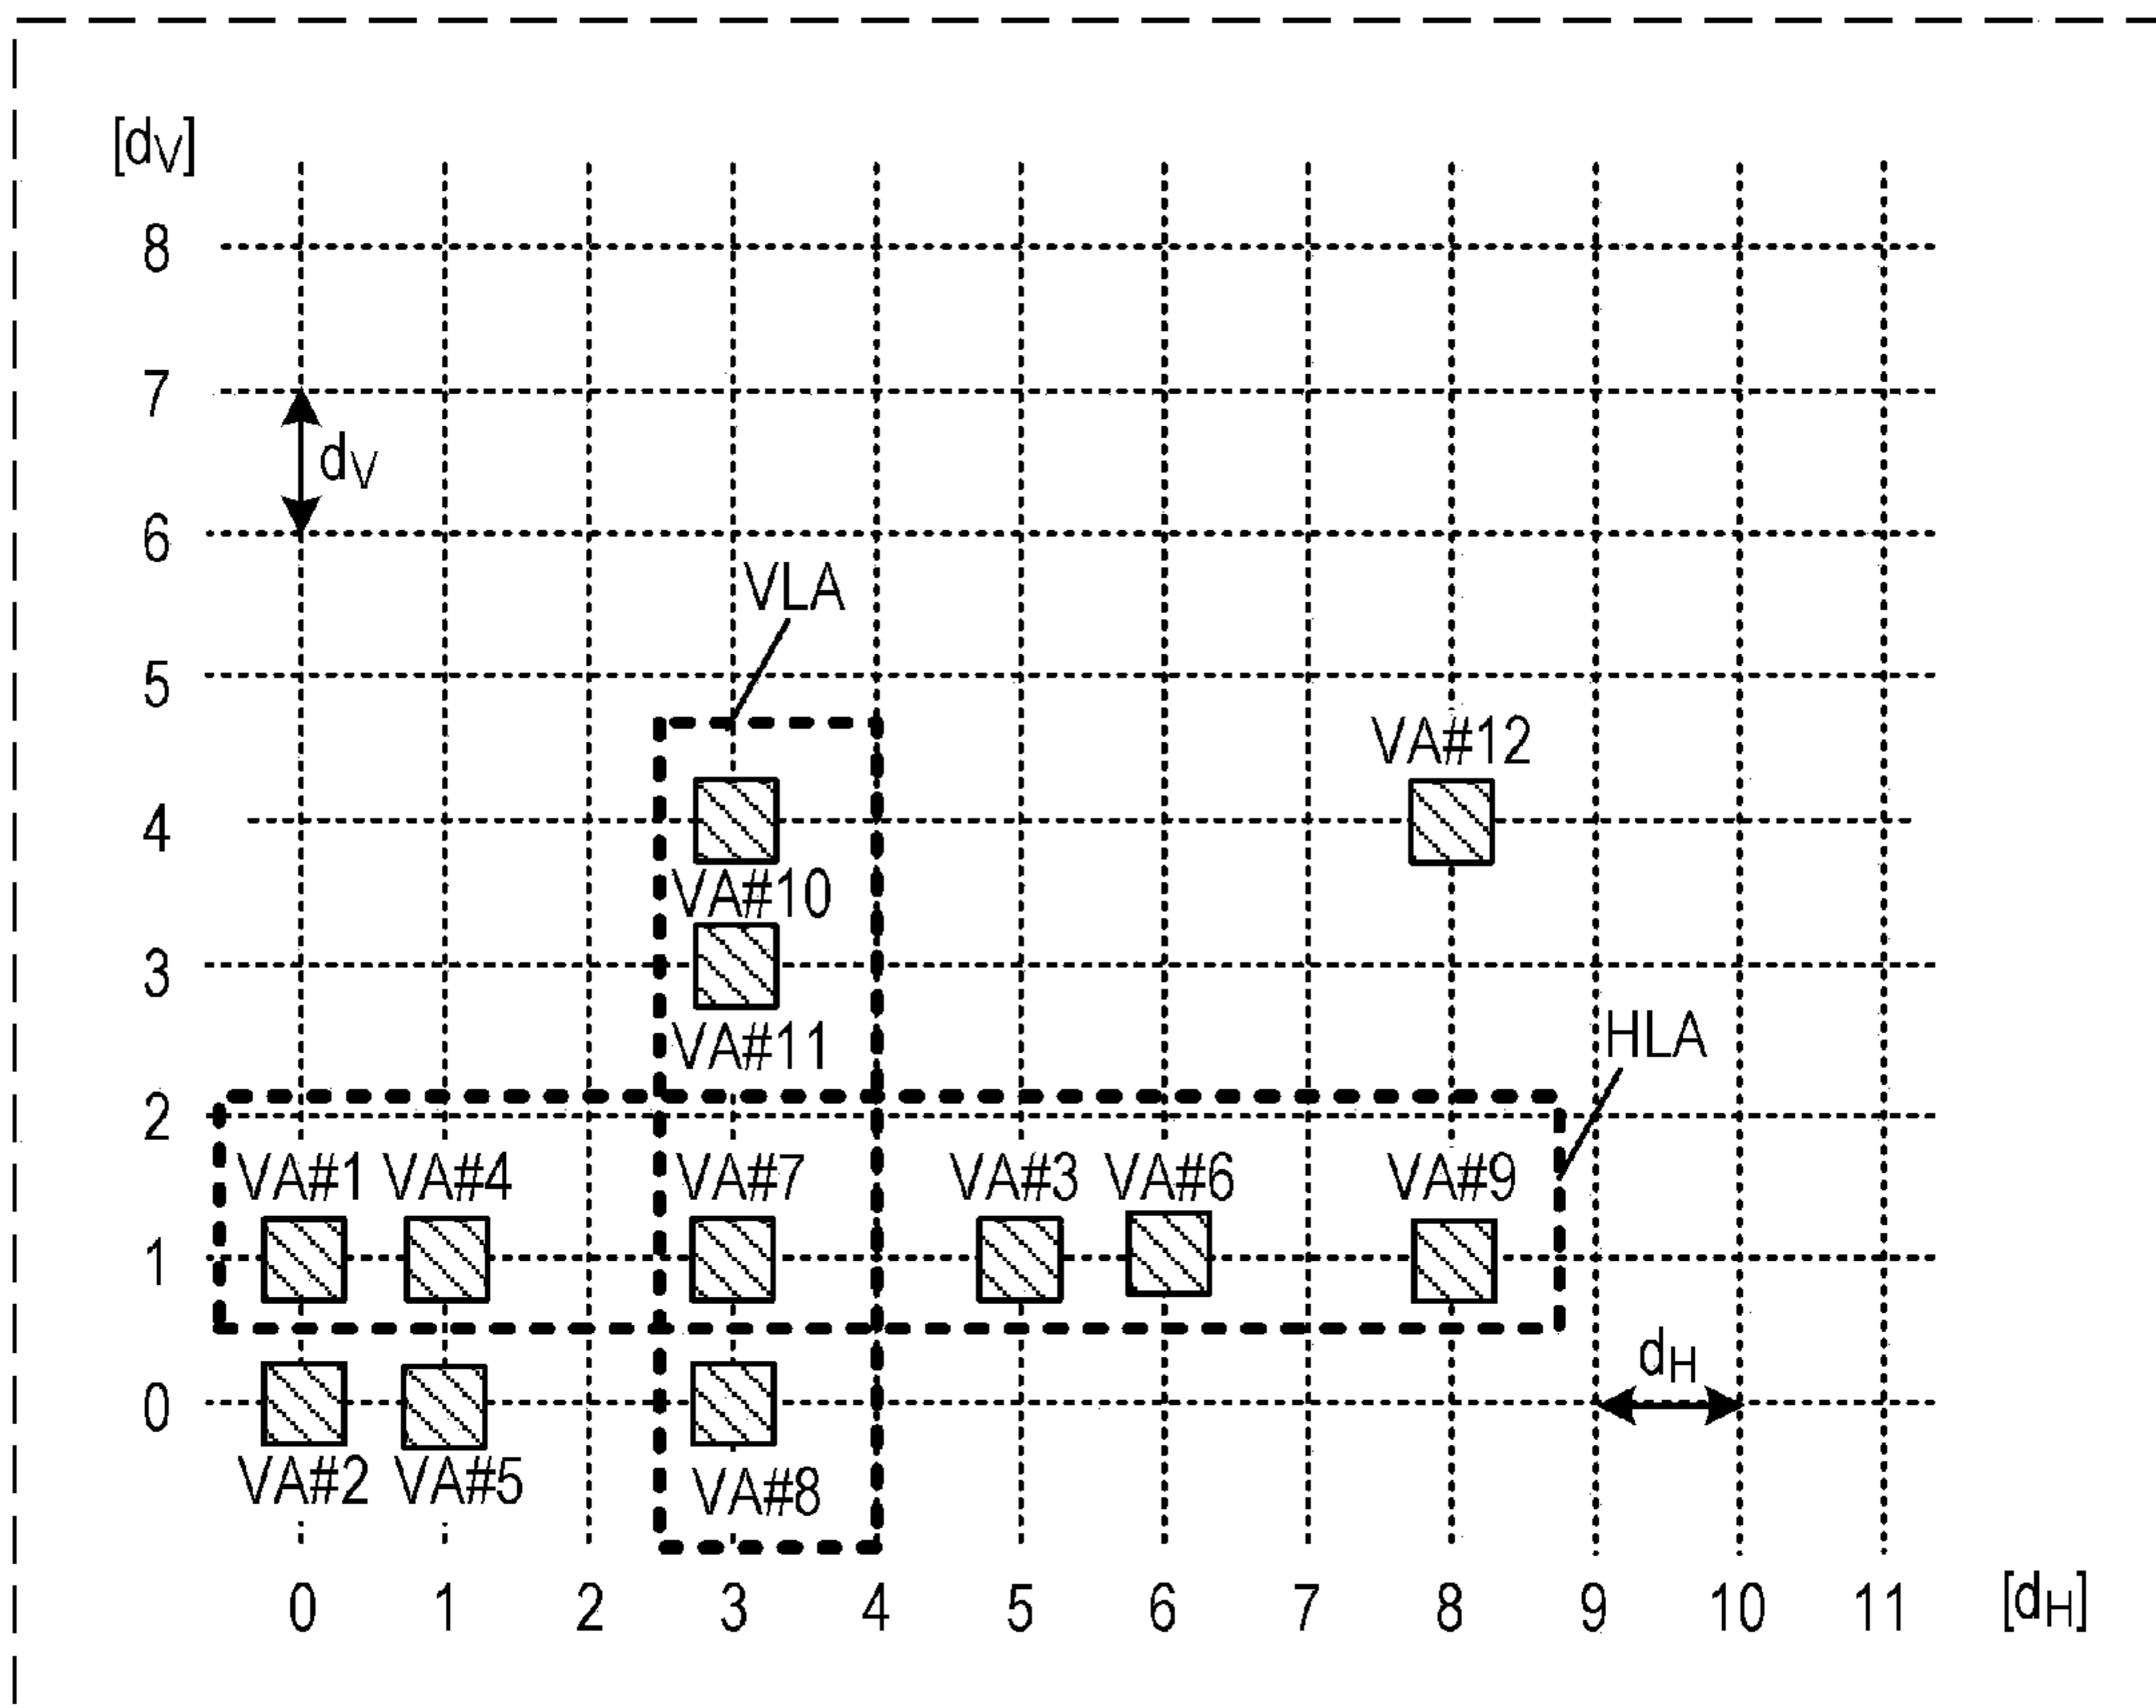 [dV]
8
7
dV
6
VLA
5
VA#12
4
VA#10
3
HLA
VA#11
2
VA#1 VA#4 VA#7 VA#3 VA#6 VA#9
1
dH
0
VA#2 VA#5 VA#8
0 1 2 3 4 5 6 7 8 9 10 11 [dH]